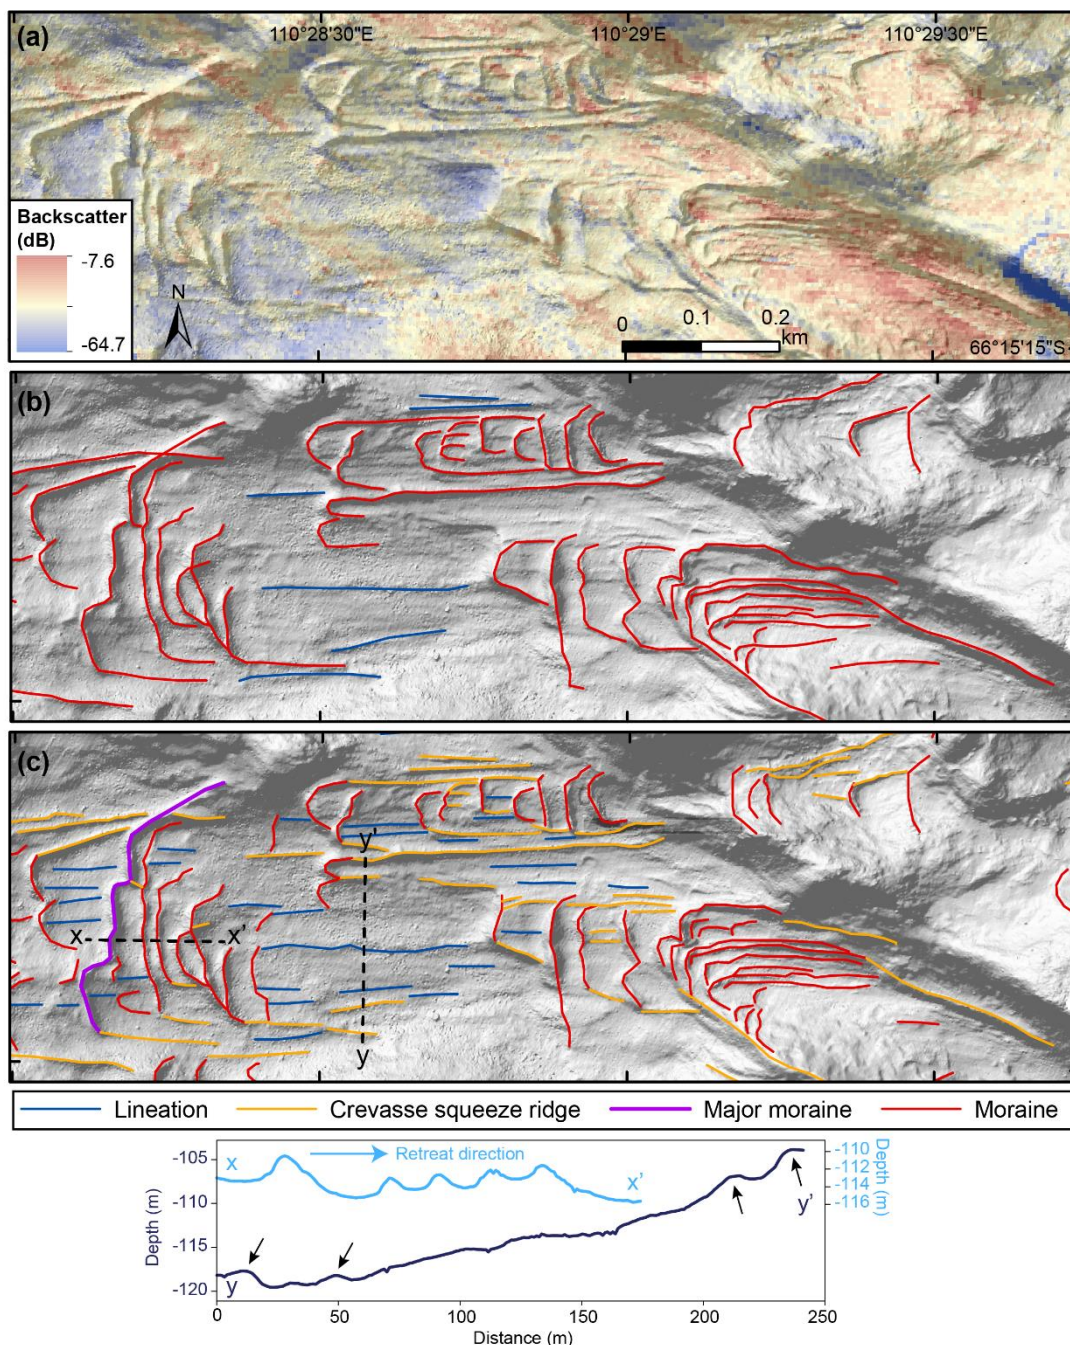 (a)
110°28'30"E
110°29'E
110°29'30"E
Backscatter
(dB)
-7.6
-64.7
N
0
0.1
0.2
km
66°15'15"S
(b)
(c)
x
x'
y'
y
Lineation
Crevasse squeeze ridge
Major moraine
Moraine
-105
-110
-115
-120
Depth (m)
x
Retreat direction
x'
y
y'
-110
-112
-114
-116
Depth (m)
0
50
100
150
200
250
Distance (m)